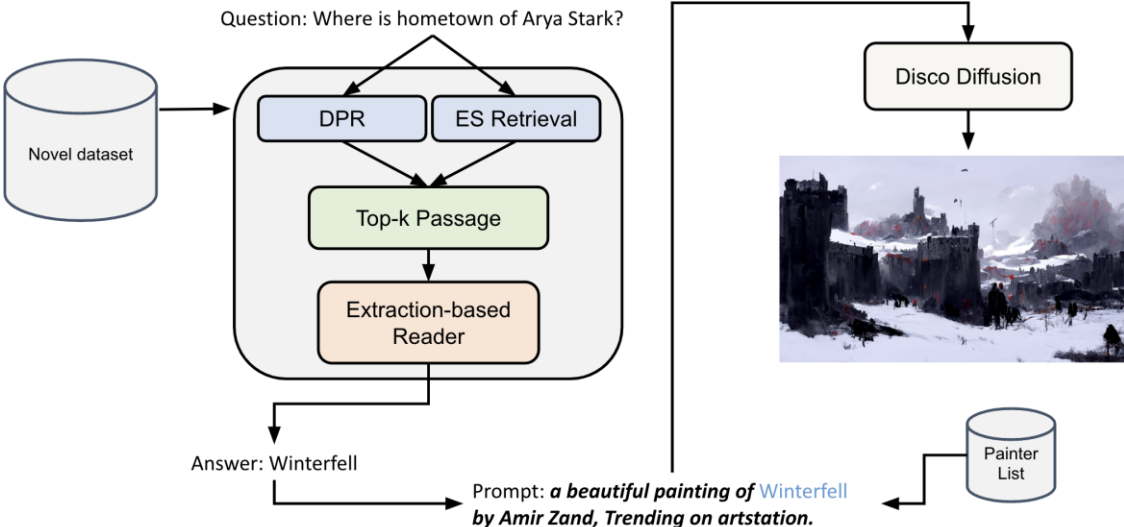 Question: Where is hometown of Arya Stark?
Novel dataset
DPR
ES Retrieval
Top-k Passage
Extraction-based
Reader
Answer: Winterfell
Prompt: a beautiful painting of Winterfell
by Amir Zand, Trending on artstation.
Disco Diffusion
Painter
List